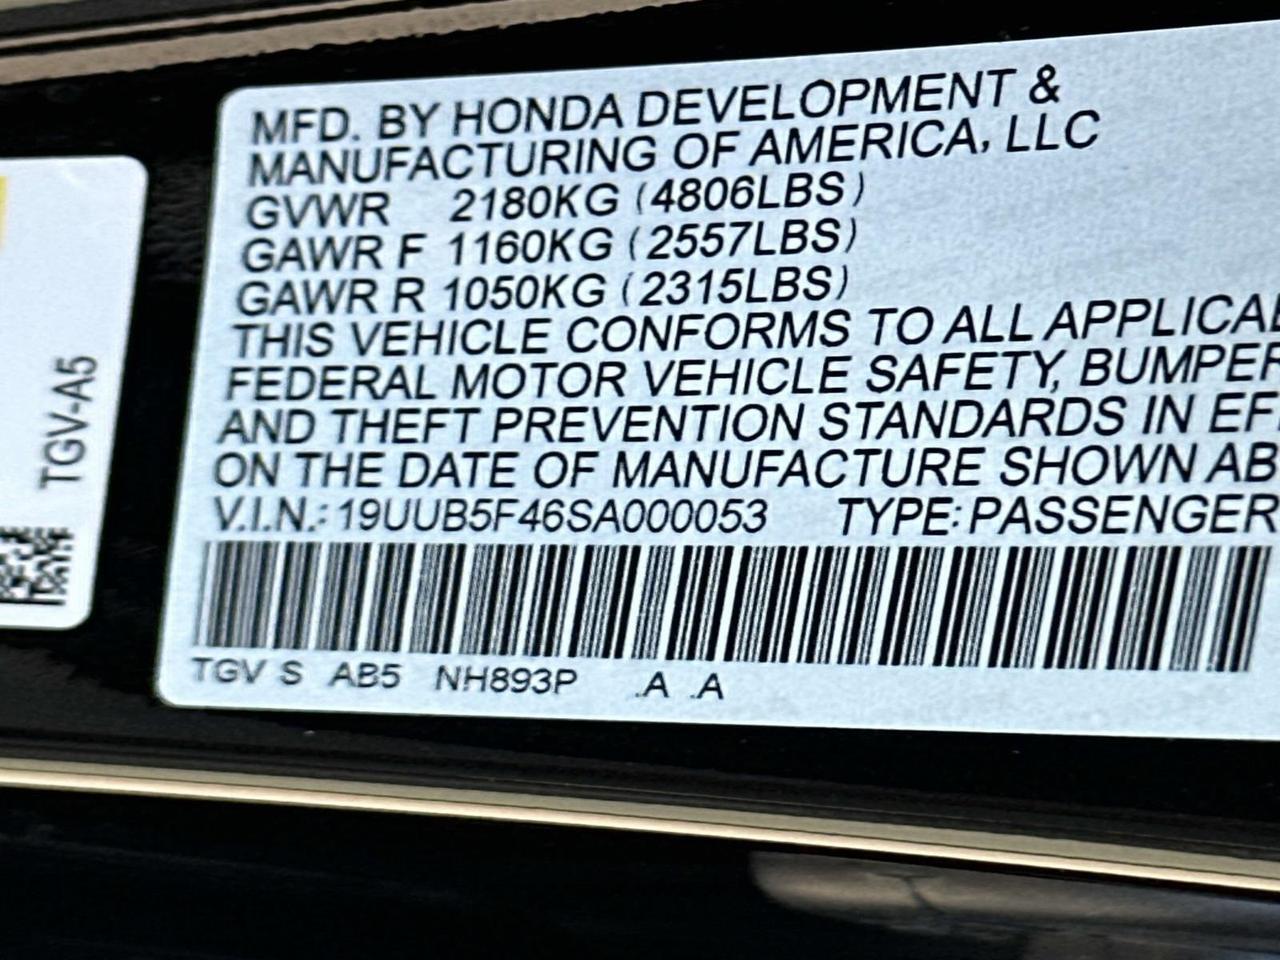 MFD. BY HONDA DEVELOPMENT &
MANUFACTURING OF AMERICA, LLC
GVWR 2180KG (4806LBS)
GAWR F 1160KG (2557LBS)
GAWR R 1050KG (2315LBS)
THIS VEHICLE CONFORMS TO ALL APPLICA
FEDERAL MOTOR VEHICLE SAFETY, BUMPER
AND THEFT PREVENTION STANDARDS IN EF
ON THE DATE OF MANUFACTURE SHOWN AB
V.I.N.: 19UUB5F46SA000053 TYPE: PASSENGER
TGV S AB5 NH893P .A .A
TGV-A5